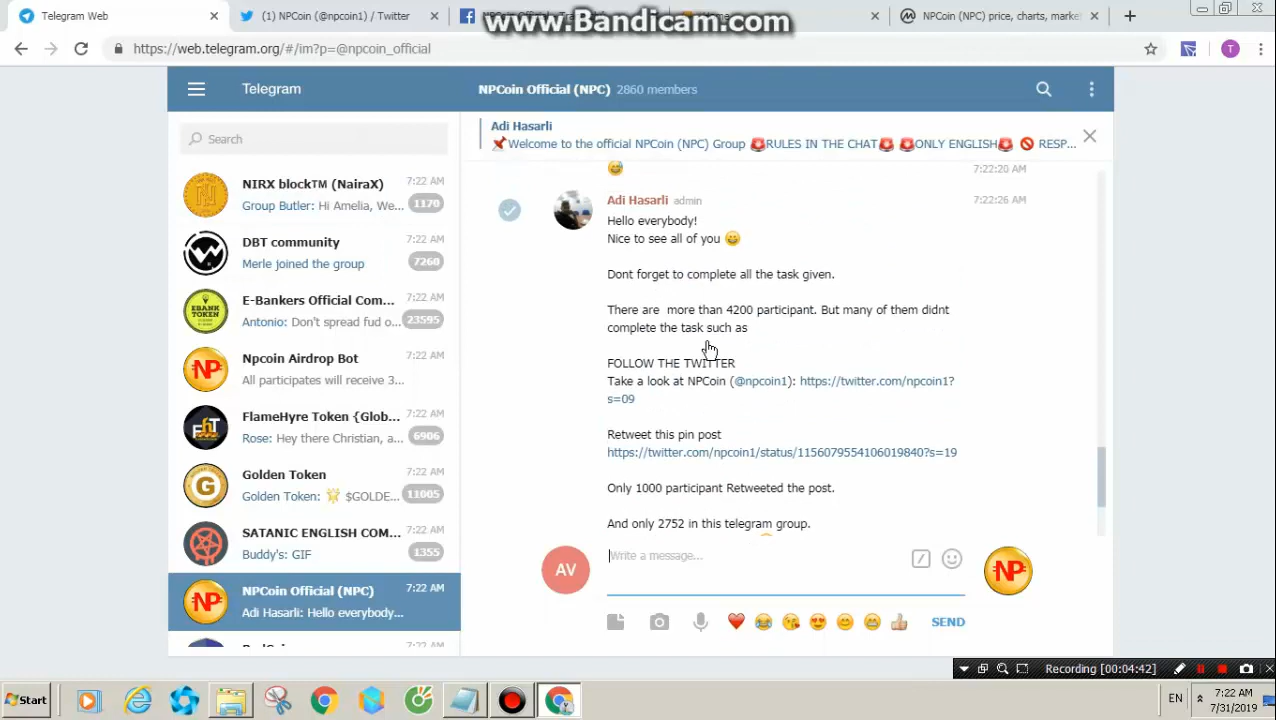 Telegram Web
(1) NPCoin (@npcoin1) / Twitter
NPCoin (NPC) price, charts, marke
www.Bandicam.com
https://web.telegram.org/#/im?p=@npcoin_official
T
Telegram
NPCoin Official (NPC) 2860 members
Search
Adi Hasarli
📌Welcome to the official NPCoin (NPC) Group 🚨RULES IN THE CHAT🚨 🚨ONLY ENGLISH🚨 🚫 RESP...
NIRX block™ (NairaX) 7:22 AM
Group Butler: Hi Amelia, We... 1170
DBT community 7:22 AM
Merle joined the group 7260
E-Bankers Official Com... 7:22 AM
Antonio: Don't spread fud o... 23595
Npcoin Airdrop Bot 7:22 AM
All participates will receive 3...
FlameHyre Token {Glob... 7:22 AM
Rose: Hey there Christian, a... 6906
Golden Token 7:22 AM
Golden Token: 🌟 $GOLDE... 11005
SATANIC ENGLISH COM... 7:22 AM
Buddy's: GIF 1355
NPCoin Official (NPC) 7:22 AM
Adi Hasarli: Hello everybody...
😅 7:22:20 AM
Adi Hasarli admin 7:22:26 AM
Hello everybody!
Nice to see all of you 😄
Dont forget to complete all the task given.
There are more than 4200 participant. But many of them didnt
complete the task such as
FOLLOW THE TWITTER
Take a look at NPCoin (@npcoin1): https://twitter.com/npcoin1?
s=09
Retweet this pin post
https://twitter.com/npcoin1/status/1156079554106019840?s=19
Only 1000 participant Retweeted the post.
And only 2752 in this telegram group.
AV
Write a message...
NP
SEND
Recording [00:04:42]
Start
EN
7:22 AM
7/31/2019